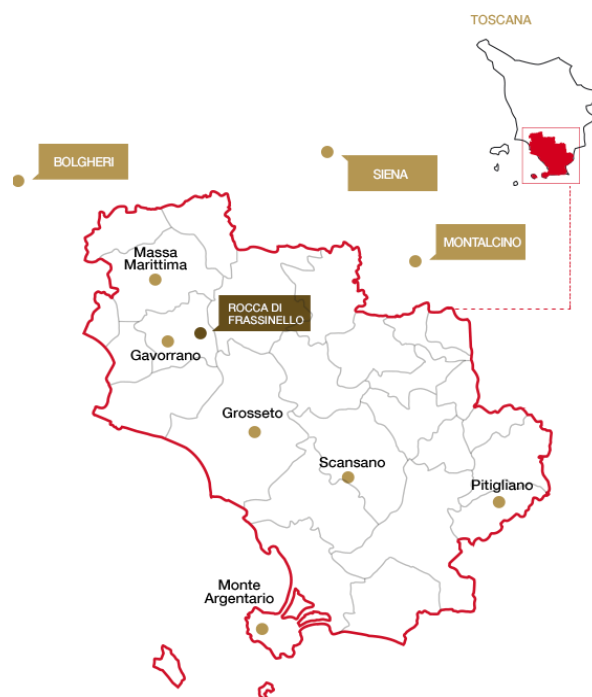 TOSCANA
BOLGHERI
SIENA
MONTALCINO
Massa
Marittima
ROCCA DI
FRASSINELLO
Gavorrano
Grosseto
Scansano
Pitigliano
Monte
Argentario